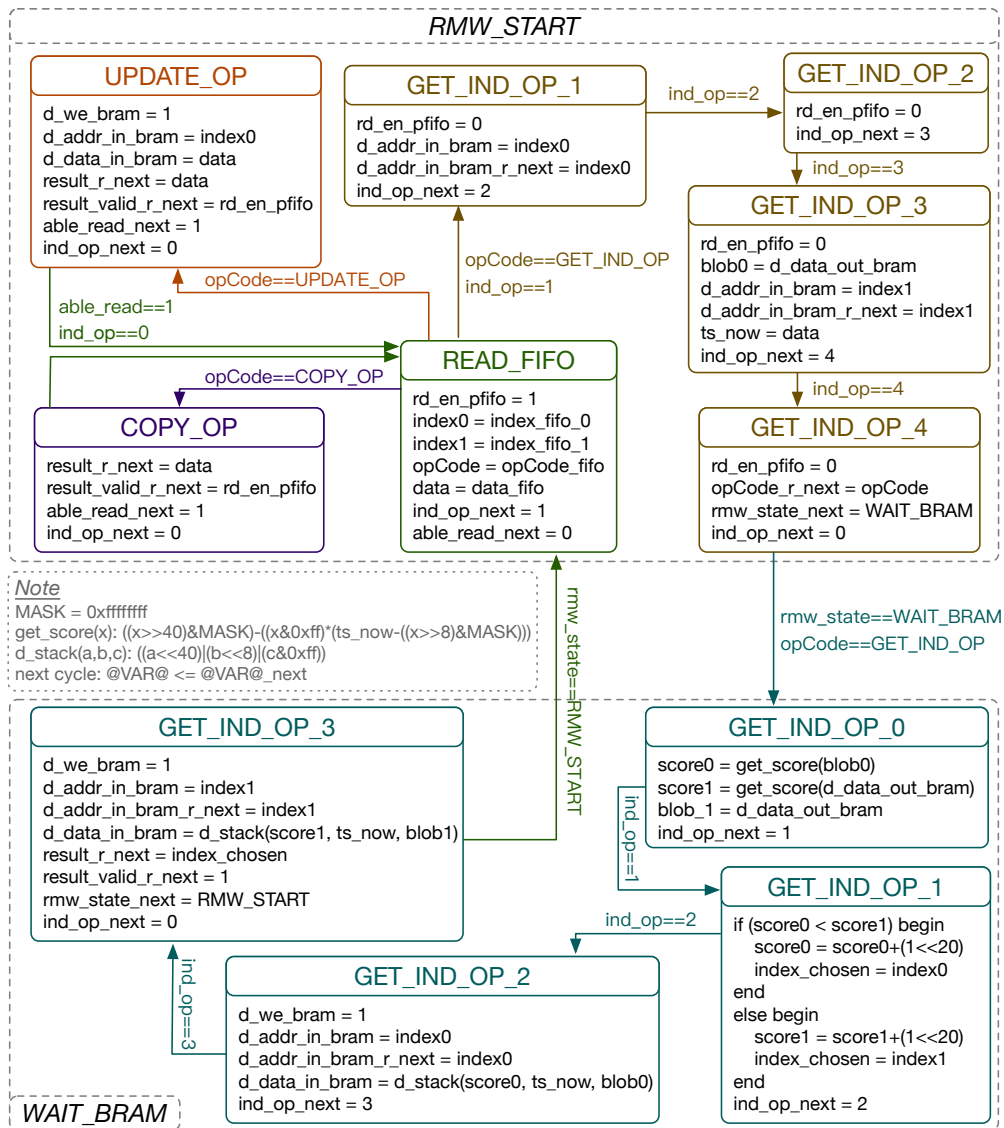 RMW_START
UPDATE_OP
d_we_bram = 1
d_addr_in_bram = index0
d_data_in_bram = data
result_r_next = data
result_valid_r_next = rd_en_pfifo
able_read_next = 1
ind_op_next = 0
GET_IND_OP_1
rd_en_pfifo = 0
d_addr_in_bram = index0
d_addr_in_bram_r_next = index0
ind_op_next = 2
ind_op==2
GET_IND_OP_2
rd_en_pfifo = 0
ind_op_next = 3
ind_op==3
GET_IND_OP_3
rd_en_pfifo = 0
blob0 = d_data_out_bram
d_addr_in_bram = index1
d_addr_in_bram_r_next = index1
ts_now = data
ind_op_next = 4
opCode==GET_IND_OP
ind_op==1
opCode==UPDATE_OP
able_read==1
ind_op==0
READ_FIFO
rd_en_pfifo = 1
index0 = index_fifo_0
index1 = index_fifo_1
opCode = opCode_fifo
data = data_fifo
ind_op_next = 1
able_read_next = 0
opCode==COPY_OP
COPY_OP
result_r_next = data
result_valid_r_next = rd_en_pfifo
able_read_next = 1
ind_op_next = 0
ind_op==4
GET_IND_OP_4
rd_en_pfifo = 0
opCode_r_next = opCode
rmw_state_next = WAIT_BRAM
ind_op_next = 0
Note
MASK = 0xffffffff
get_score(x): ((x>>40)&MASK)-((x&0xff)*(ts_now-((x>>8)&MASK)))
d_stack(a,b,c): ((a<<40)|(b<<8)|(c&0xff))
next cycle: @VAR@ <= @VAR@_next
rmw_state==RMW_START
rmw_state==WAIT_BRAM
opCode==GET_IND_OP
GET_IND_OP_3
d_we_bram = 1
d_addr_in_bram = index1
d_addr_in_bram_r_next = index1
d_data_in_bram = d_stack(score1, ts_now, blob1)
result_r_next = index_chosen
result_valid_r_next = 1
rmw_state_next = RMW_START
ind_op_next = 0
GET_IND_OP_0
score0 = get_score(blob0)
score1 = get_score(d_data_out_bram)
blob_1 = d_data_out_bram
ind_op_next = 1
ind_op==1
GET_IND_OP_1
if (score0 < score1) begin
score0 = score0+(1<<20)
index_chosen = index0
end
else begin
score1 = score1+(1<<20)
index_chosen = index1
end
ind_op_next = 2
ind_op==2
GET_IND_OP_2
d_we_bram = 1
d_addr_in_bram = index0
d_addr_in_bram_r_next = index0
d_data_in_bram = d_stack(score0, ts_now, blob0)
ind_op_next = 3
ind_op==3
WAIT_BRAM